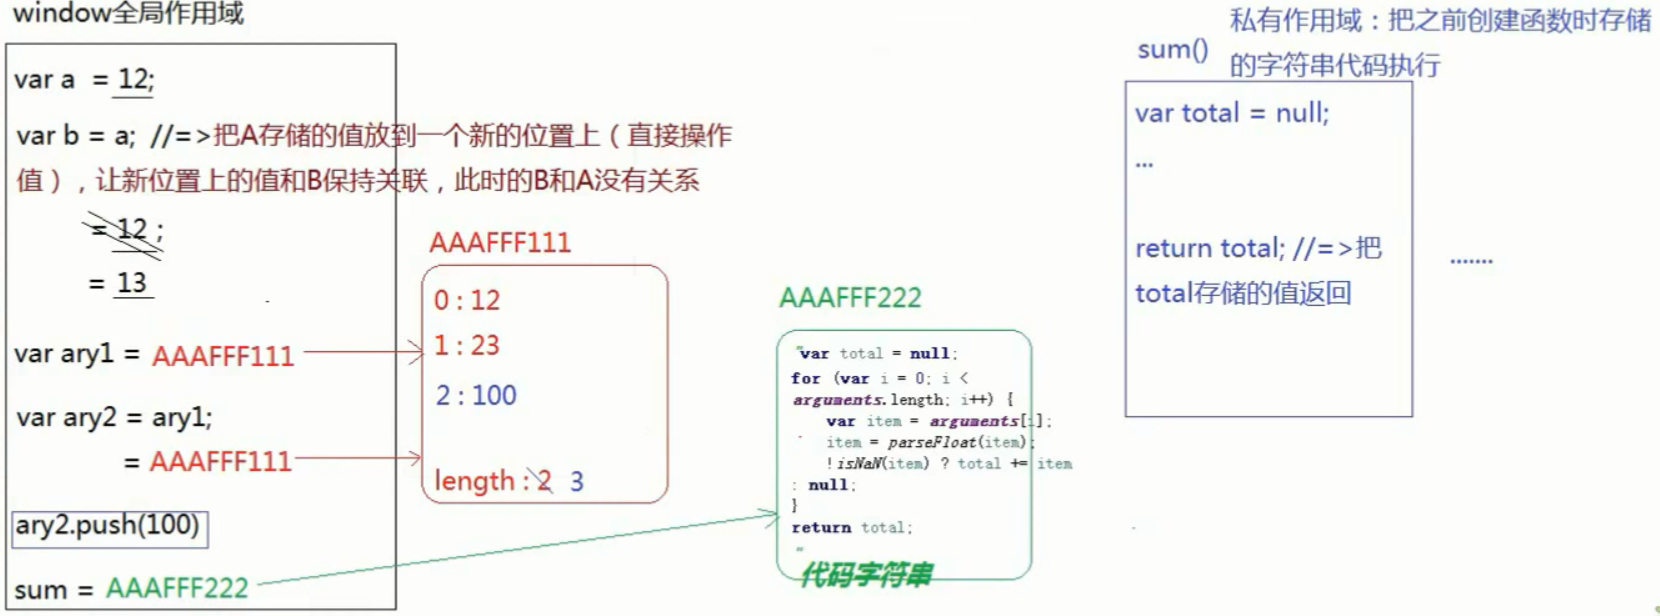 window全局作用域
var a = 12;
var b = a; //=>把A存储的值放到一个新的位置上（直接操作
值），让新位置上的值和B保持关联，此时的B和A没有关系
= 12 ;
= 13
var ary1 = AAAFFF111
var ary2 = ary1;
= AAAFFF111
ary2.push(100)
sum = AAAFFF222
AAAFFF111
0 : 12
1 : 23
2 : 100
length : 2 3
AAAFFF222
"var total = null;
for (var i = 0; i <
arguments.length; i++) {
var item = arguments[i];
item = parseFloat(item);
!isNaN(item) ? total += item
: null;
}
return total;
"
代码字符串
sum()
私有作用域：把之前创建函数时存储
的字符串代码执行
var total = null;
...
return total; //=>把
total存储的值返回
.......